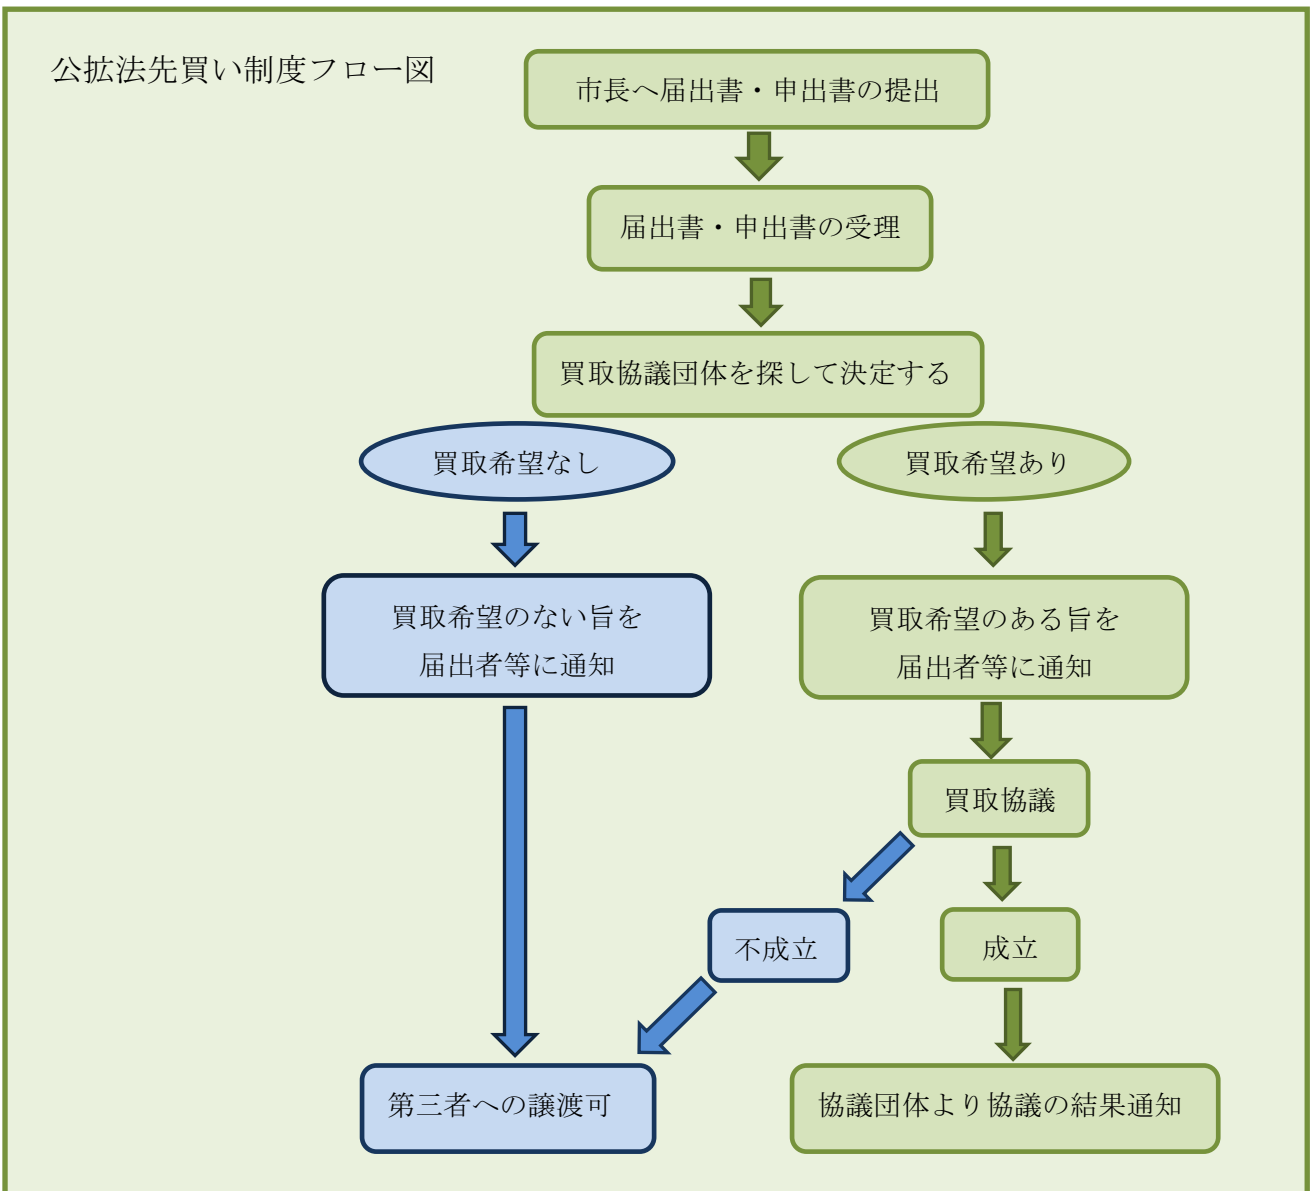 公拡法先買い制度フロー図
市長へ届出書・申出書の提出
届出書・申出書の受理
買取協議団体を探して決定する
買取希望なし
買取希望あり
買取希望のない旨を
届出者等に通知
買取希望のある旨を
届出者等に通知
買取協議
不成立
成立
第三者への譲渡可
協議団体より協議の結果通知